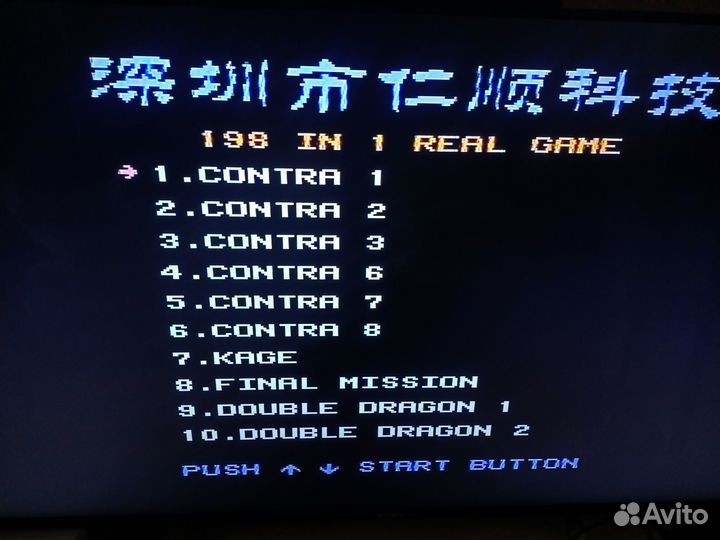 深圳市仁顺科技
198 IN 1 REAL GAME
→ 1.CONTRA 1
2.CONTRA 2
3.CONTRA 3
4.CONTRA 6
5.CONTRA 7
6.CONTRA 8
7.KAGE
8.FINAL MISSION
9.DOUBLE DRAGON 1
10.DOUBLE DRAGON 2
PUSH ↑ ↓ START BUTTON
Avito